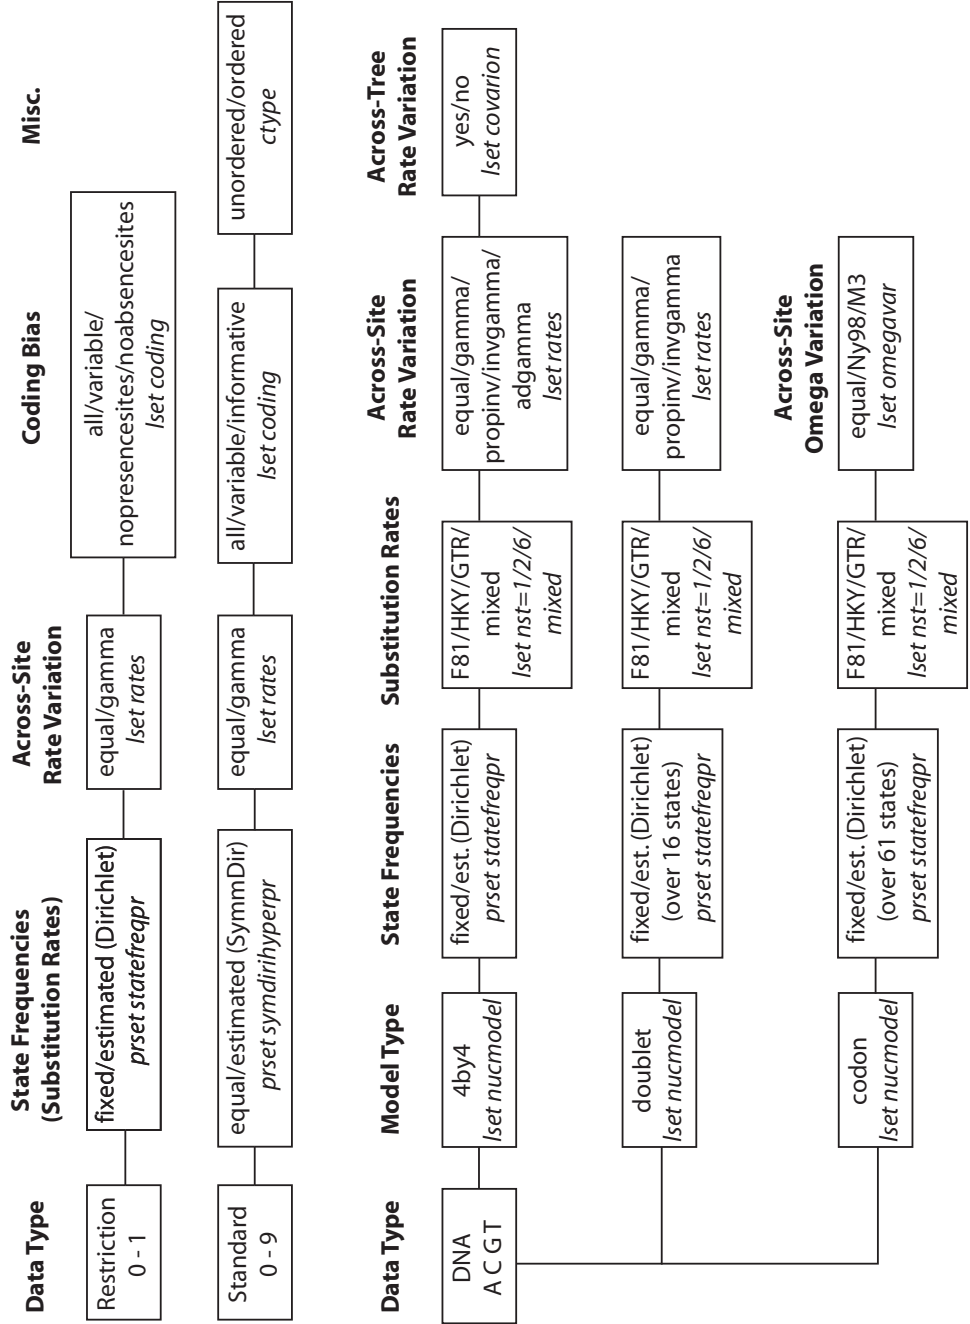 Data Type
State Frequencies
(Substitution Rates)
Across-Site
Rate Variation
Coding Bias
Misc.
Restriction
0 - 1
fixed/estimated (Dirichlet)
prset statefreqpr
equal/gamma
lset rates
all/variable/
nopresencesites/noabsencesites
lset coding
Standard
0 - 9
equal/estimated (SymmDir)
prset symdirihyperpr
equal/gamma
lset rates
all/variable/informative
lset coding
unordered/ordered
ctype
Data Type
Model Type
State Frequencies
Substitution Rates
Across-Site
Rate Variation
Across-Tree
Rate Variation
DNA
A C G T
4by4
lset nucmodel
fixed/est. (Dirichlet)
prset statefreqpr
F81/HKY/GTR/
mixed
lset nst=1/2/6/
mixed
equal/gamma/
propinv/invgamma/
adgamma
lset rates
yes/no
lset covarion
doublet
lset nucmodel
fixed/est. (Dirichlet)
(over 16 states)
prset statefreqpr
F81/HKY/GTR/
mixed
lset nst=1/2/6/
mixed
equal/gamma/
propinv/invgamma
lset rates
Across-Site
Omega Variation
codon
lset nucmodel
fixed/est. (Dirichlet)
(over 61 states)
prset statefreqpr
F81/HKY/GTR/
mixed
lset nst=1/2/6/
mixed
equal/Ny98/M3
lset omegavar